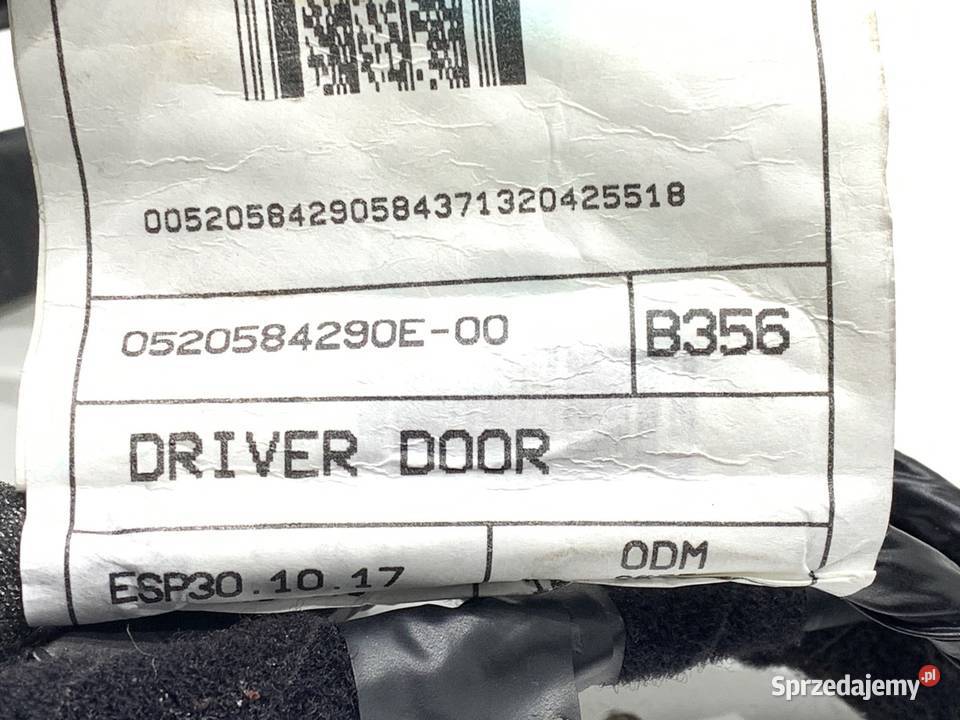 00520584290584371320425518
0520584290E-00
B356
DRIVER DOOR
ESP30.10.17
ODM
Sprzedajemy.pl